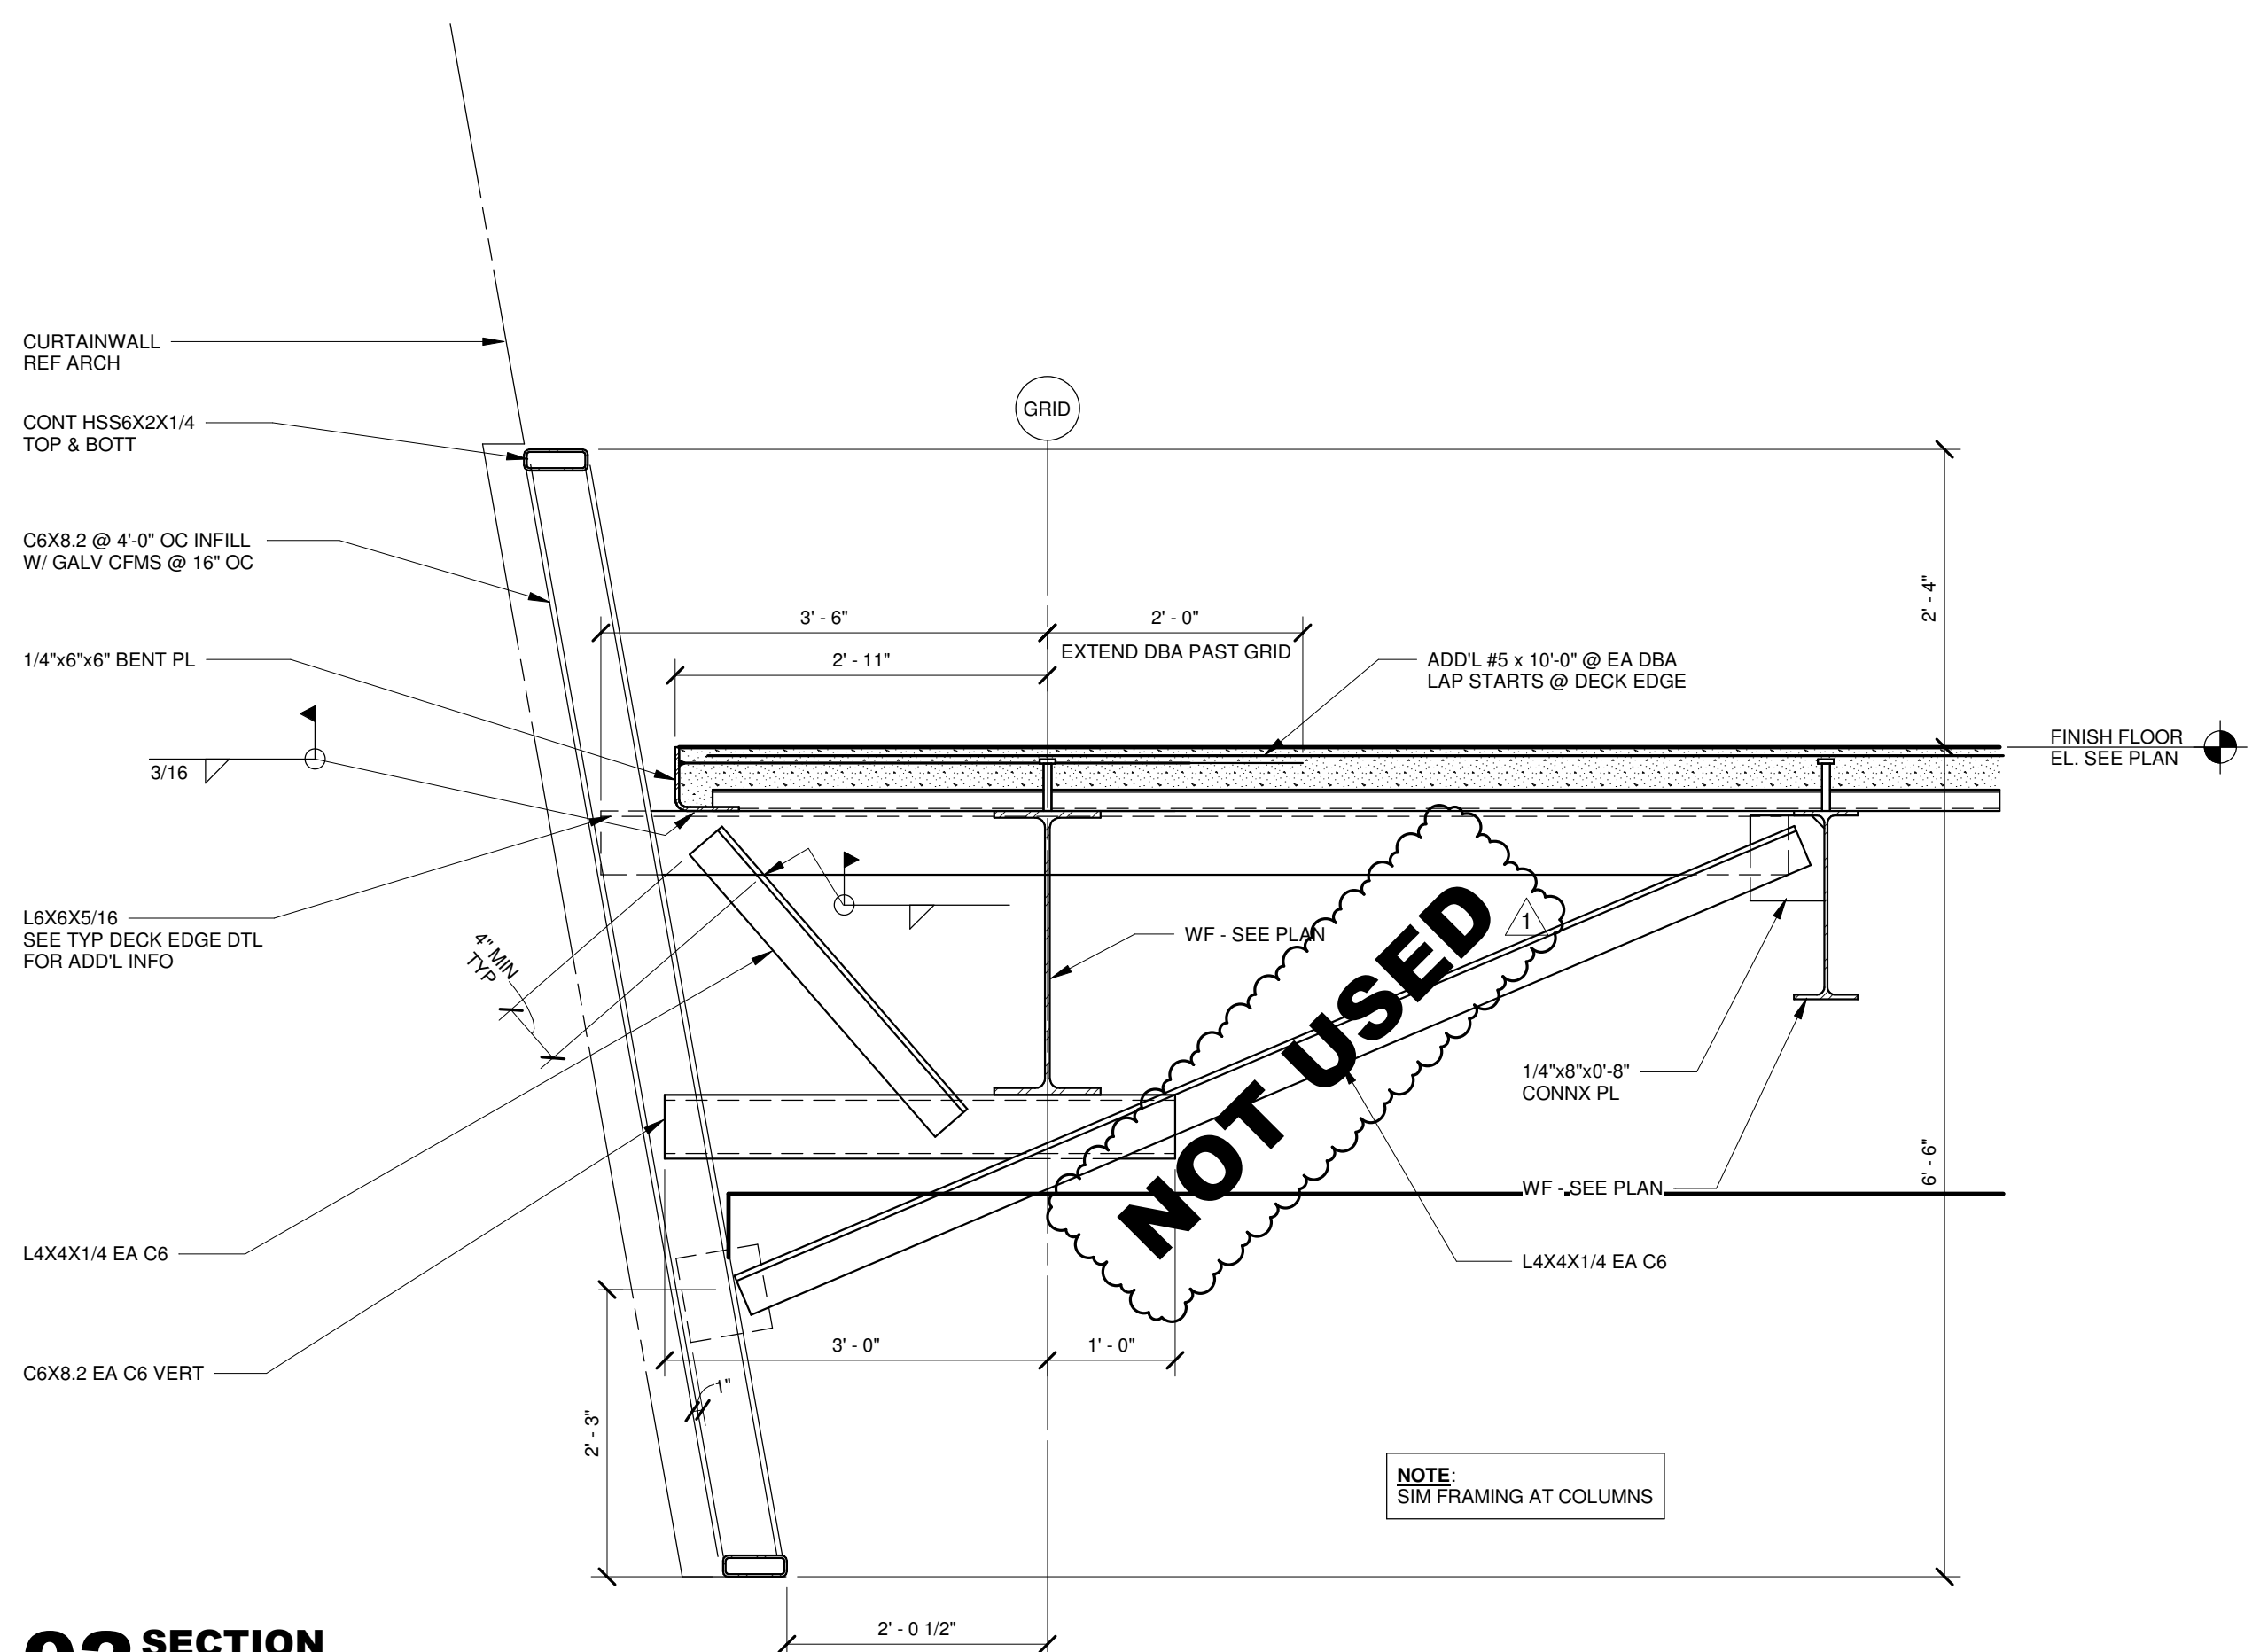 CURTAINWALL
REF ARCH
CONT HSS6X2X1/4
TOP & BOTT
C6X8.2 @ 4'-0" OC INFILL
W/ GALV CFMS @ 16" OC
1/4"x6"x6" BENT PL
3/16
L6X6X5/16
SEE TYP DECK EDGE DTL
FOR ADD'L INFO
4" MIN
TYP
L4X4X1/4 EA C6
C6X8.2 EA C6 VERT
GRID
3' - 6"
2' - 0"
2' - 11"
EXTEND DBA PAST GRID
ADD'L #5 x 10'-0" @ EA DBA
LAP STARTS @ DECK EDGE
2' - 4"
FINISH FLOOR
EL. SEE PLAN
WF - SEE PLAN
NOT USED
1
1/4"x8"x0'-8"
CONNX PL
WF - SEE PLAN
6' - 6"
L4X4X1/4 EA C6
3' - 0"
1' - 0"
1"
2' - 3"
NOTE:
SIM FRAMING AT COLUMNS
2' - 0 1/2"
SECTION